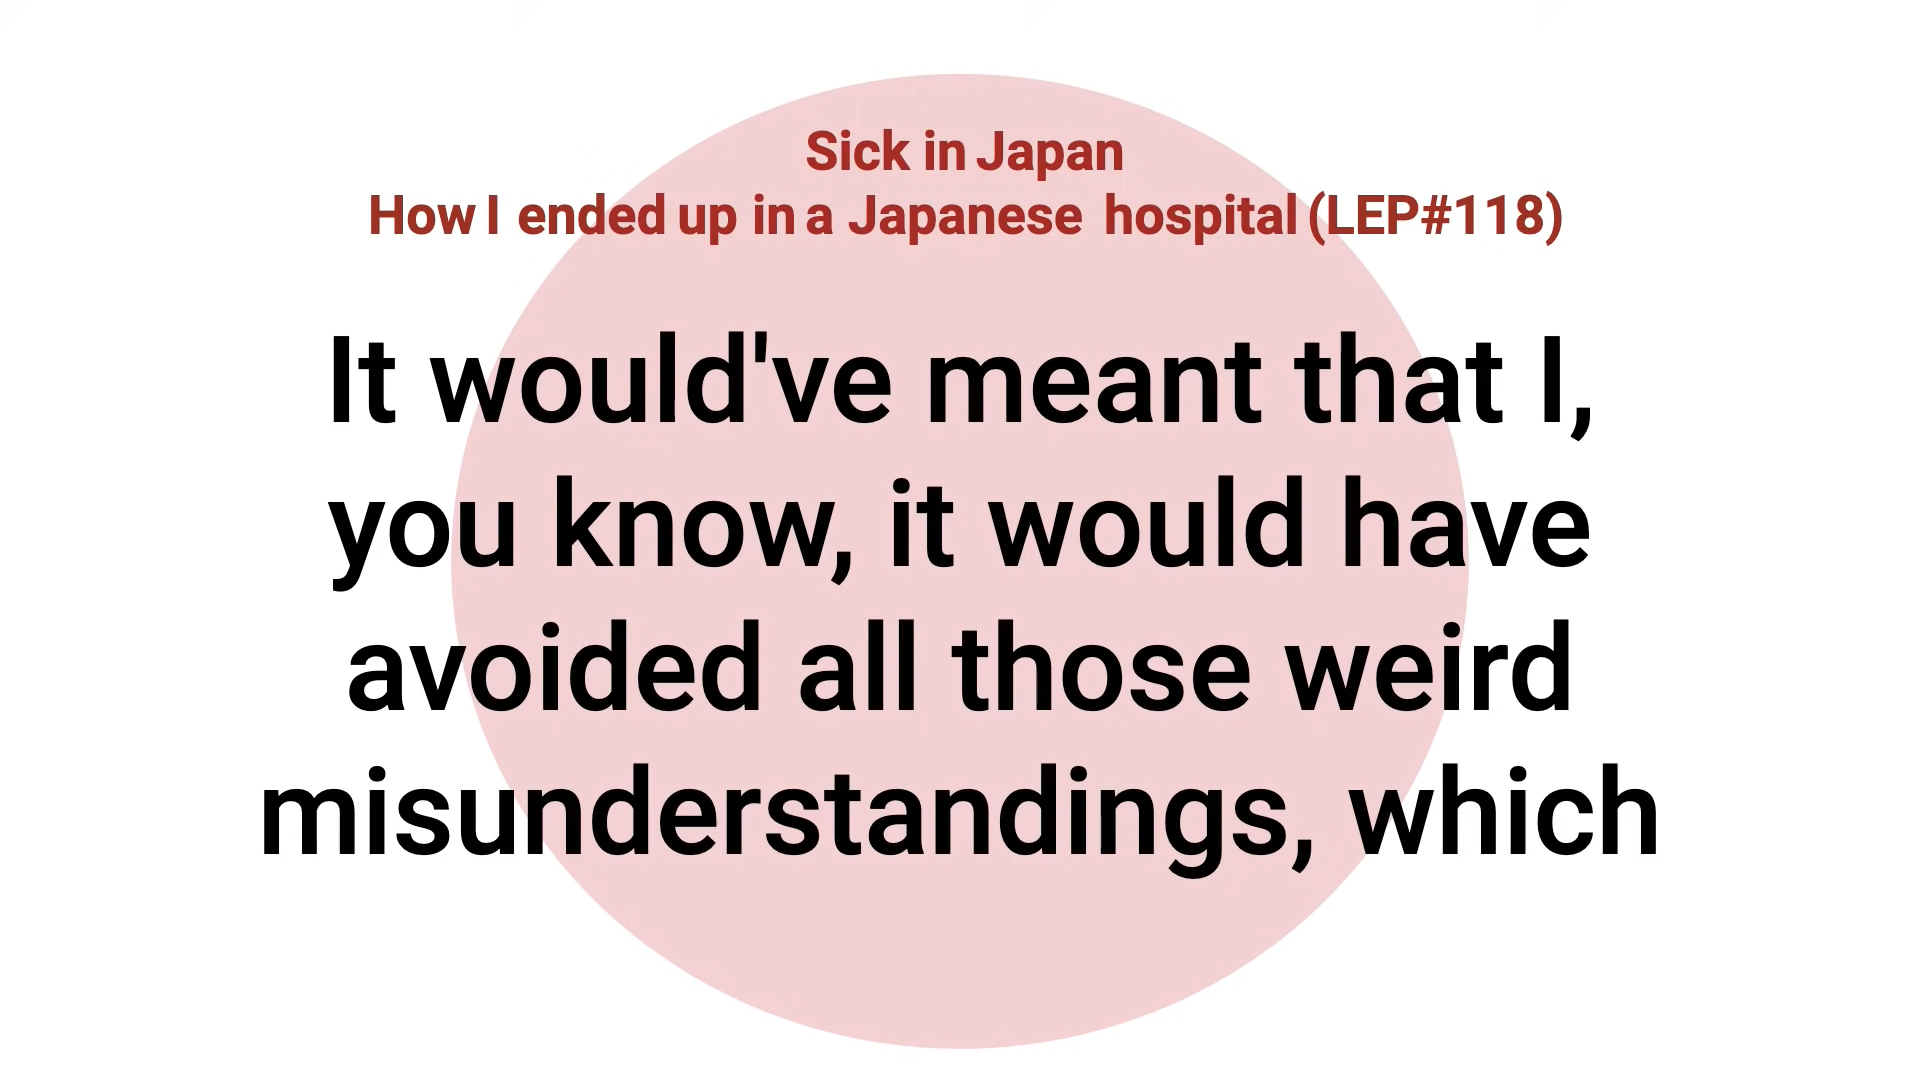 Sick in Japan
How I ended up in a Japanese hospital (LEP#118)
It would've meant that I,
you know, it would have
avoided all those weird
misunderstandings, which